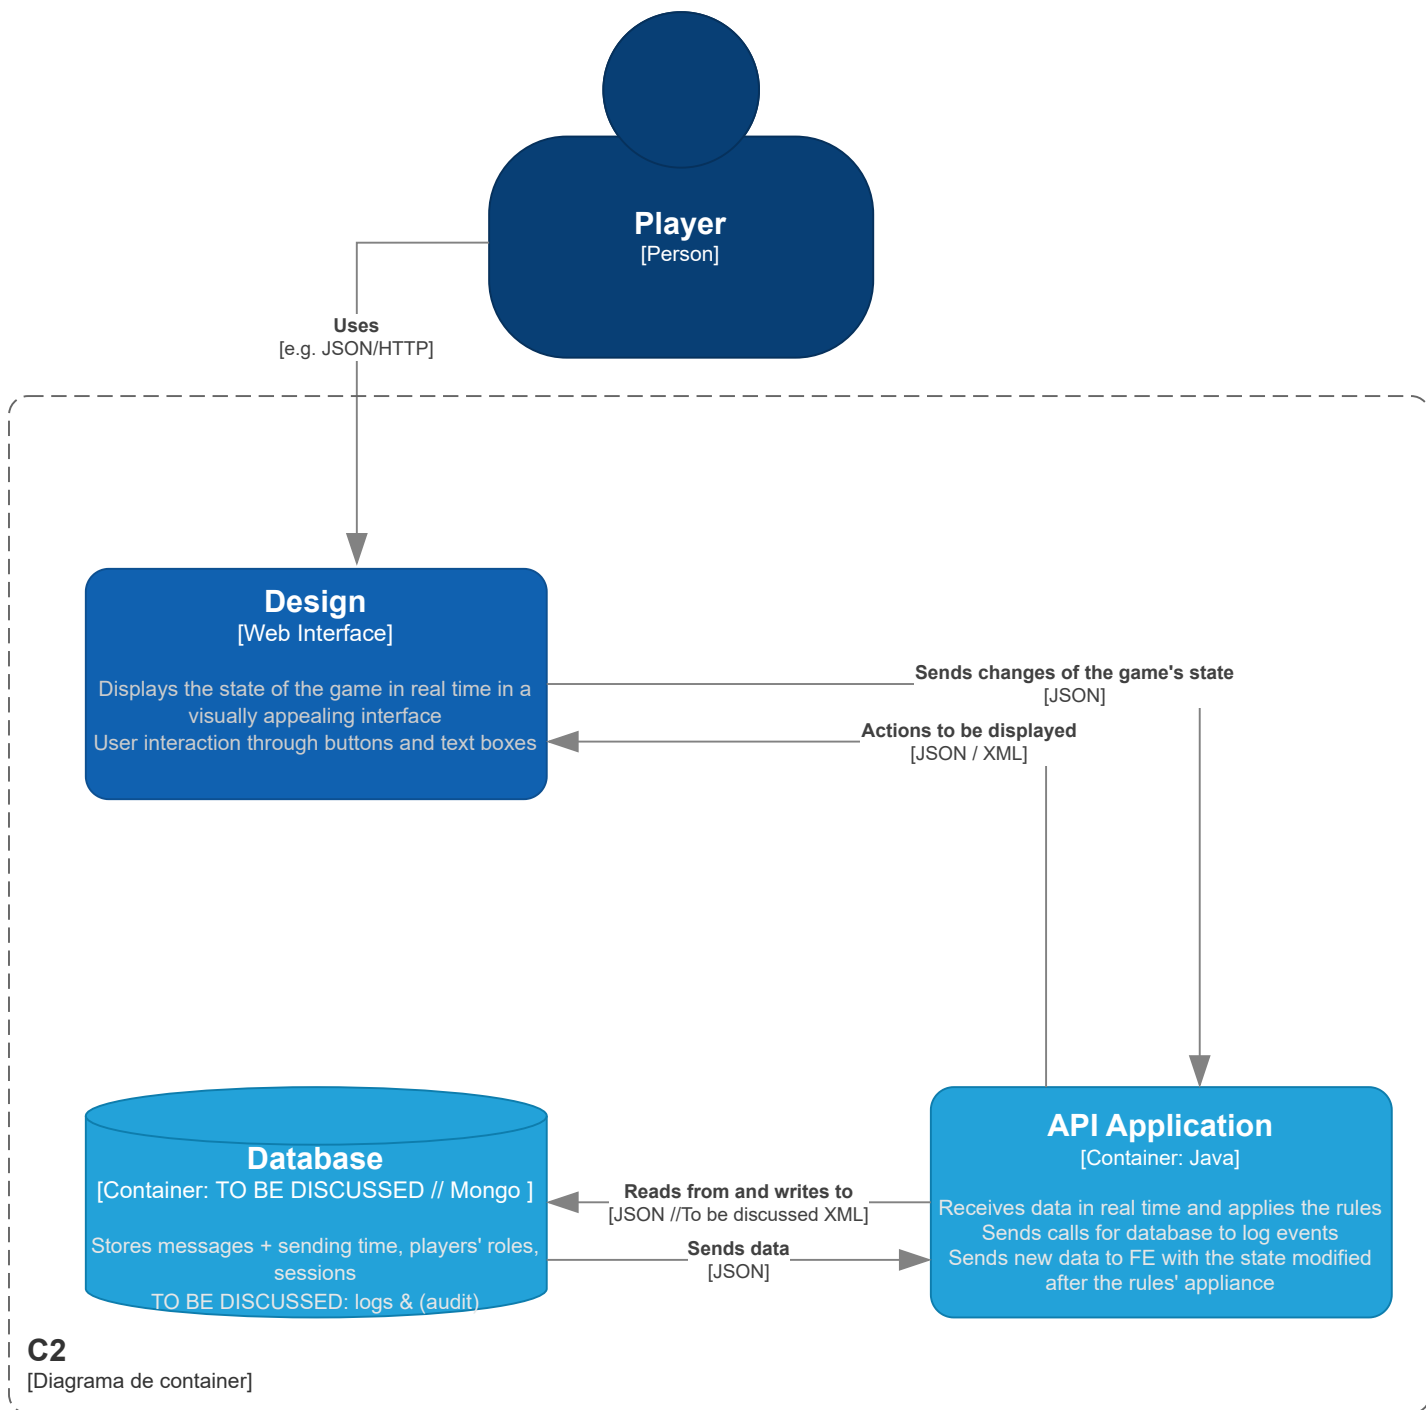 Player
[Person]
Uses
[e.g. JSON/HTTP]
Design
[Web Interface]
Displays the state of the game in real time in a
visually appealing interface
User interaction through buttons and text boxes
Sends changes of the game's state
[JSON]
Actions to be displayed
[JSON / XML]
Database
[Container: TO BE DISCUSSED // Mongo ]
Stores messages + sending time, players' roles,
sessions
TO BE DISCUSSED: logs & (audit)
Reads from and writes to
[JSON //To be discussed XML]
Sends data
[JSON]
API Application
[Container: Java]
Receives data in real time and applies the rules
Sends calls for database to log events
Sends new data to FE with the state modified
after the rules' appliance
C2
[Diagrama de container]